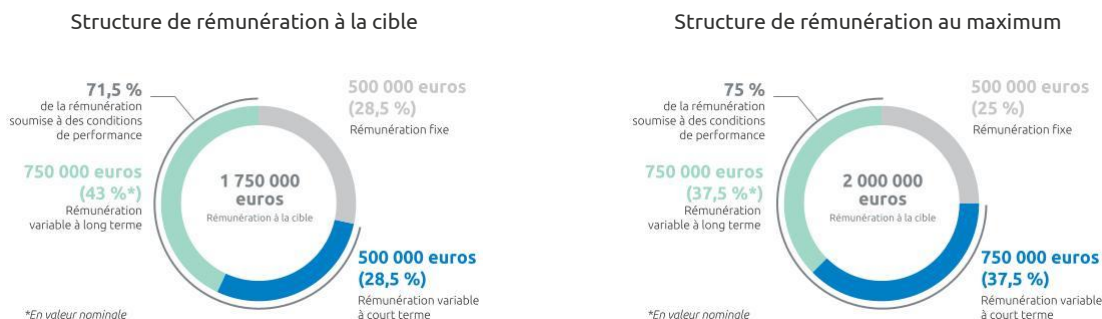 Structure de rémunération à la cible
71,5 %
de la rémunération
soumise à des conditions
de performance
500 000 euros
(28,5 %)
Rémunération fixe
750 000 euros
(43 %*)
Rémunération
variable à long terme
1 750 000
euros
Rémunération à la cible
500 000 euros
(28,5 %)
Rémunération variable
à court terme
*En valeur nominale
Structure de rémunération au maximum
75 %
de la rémunération
soumise à des conditions
de performance
500 000 euros
(25 %)
Rémunération fixe
750 000 euros
(37,5 %*)
Rémunération
variable à long terme
2 000 000
euros
Rémunération à la cible
750 000 euros
(37,5 %)
Rémunération variable
à court terme
*En valeur nominale